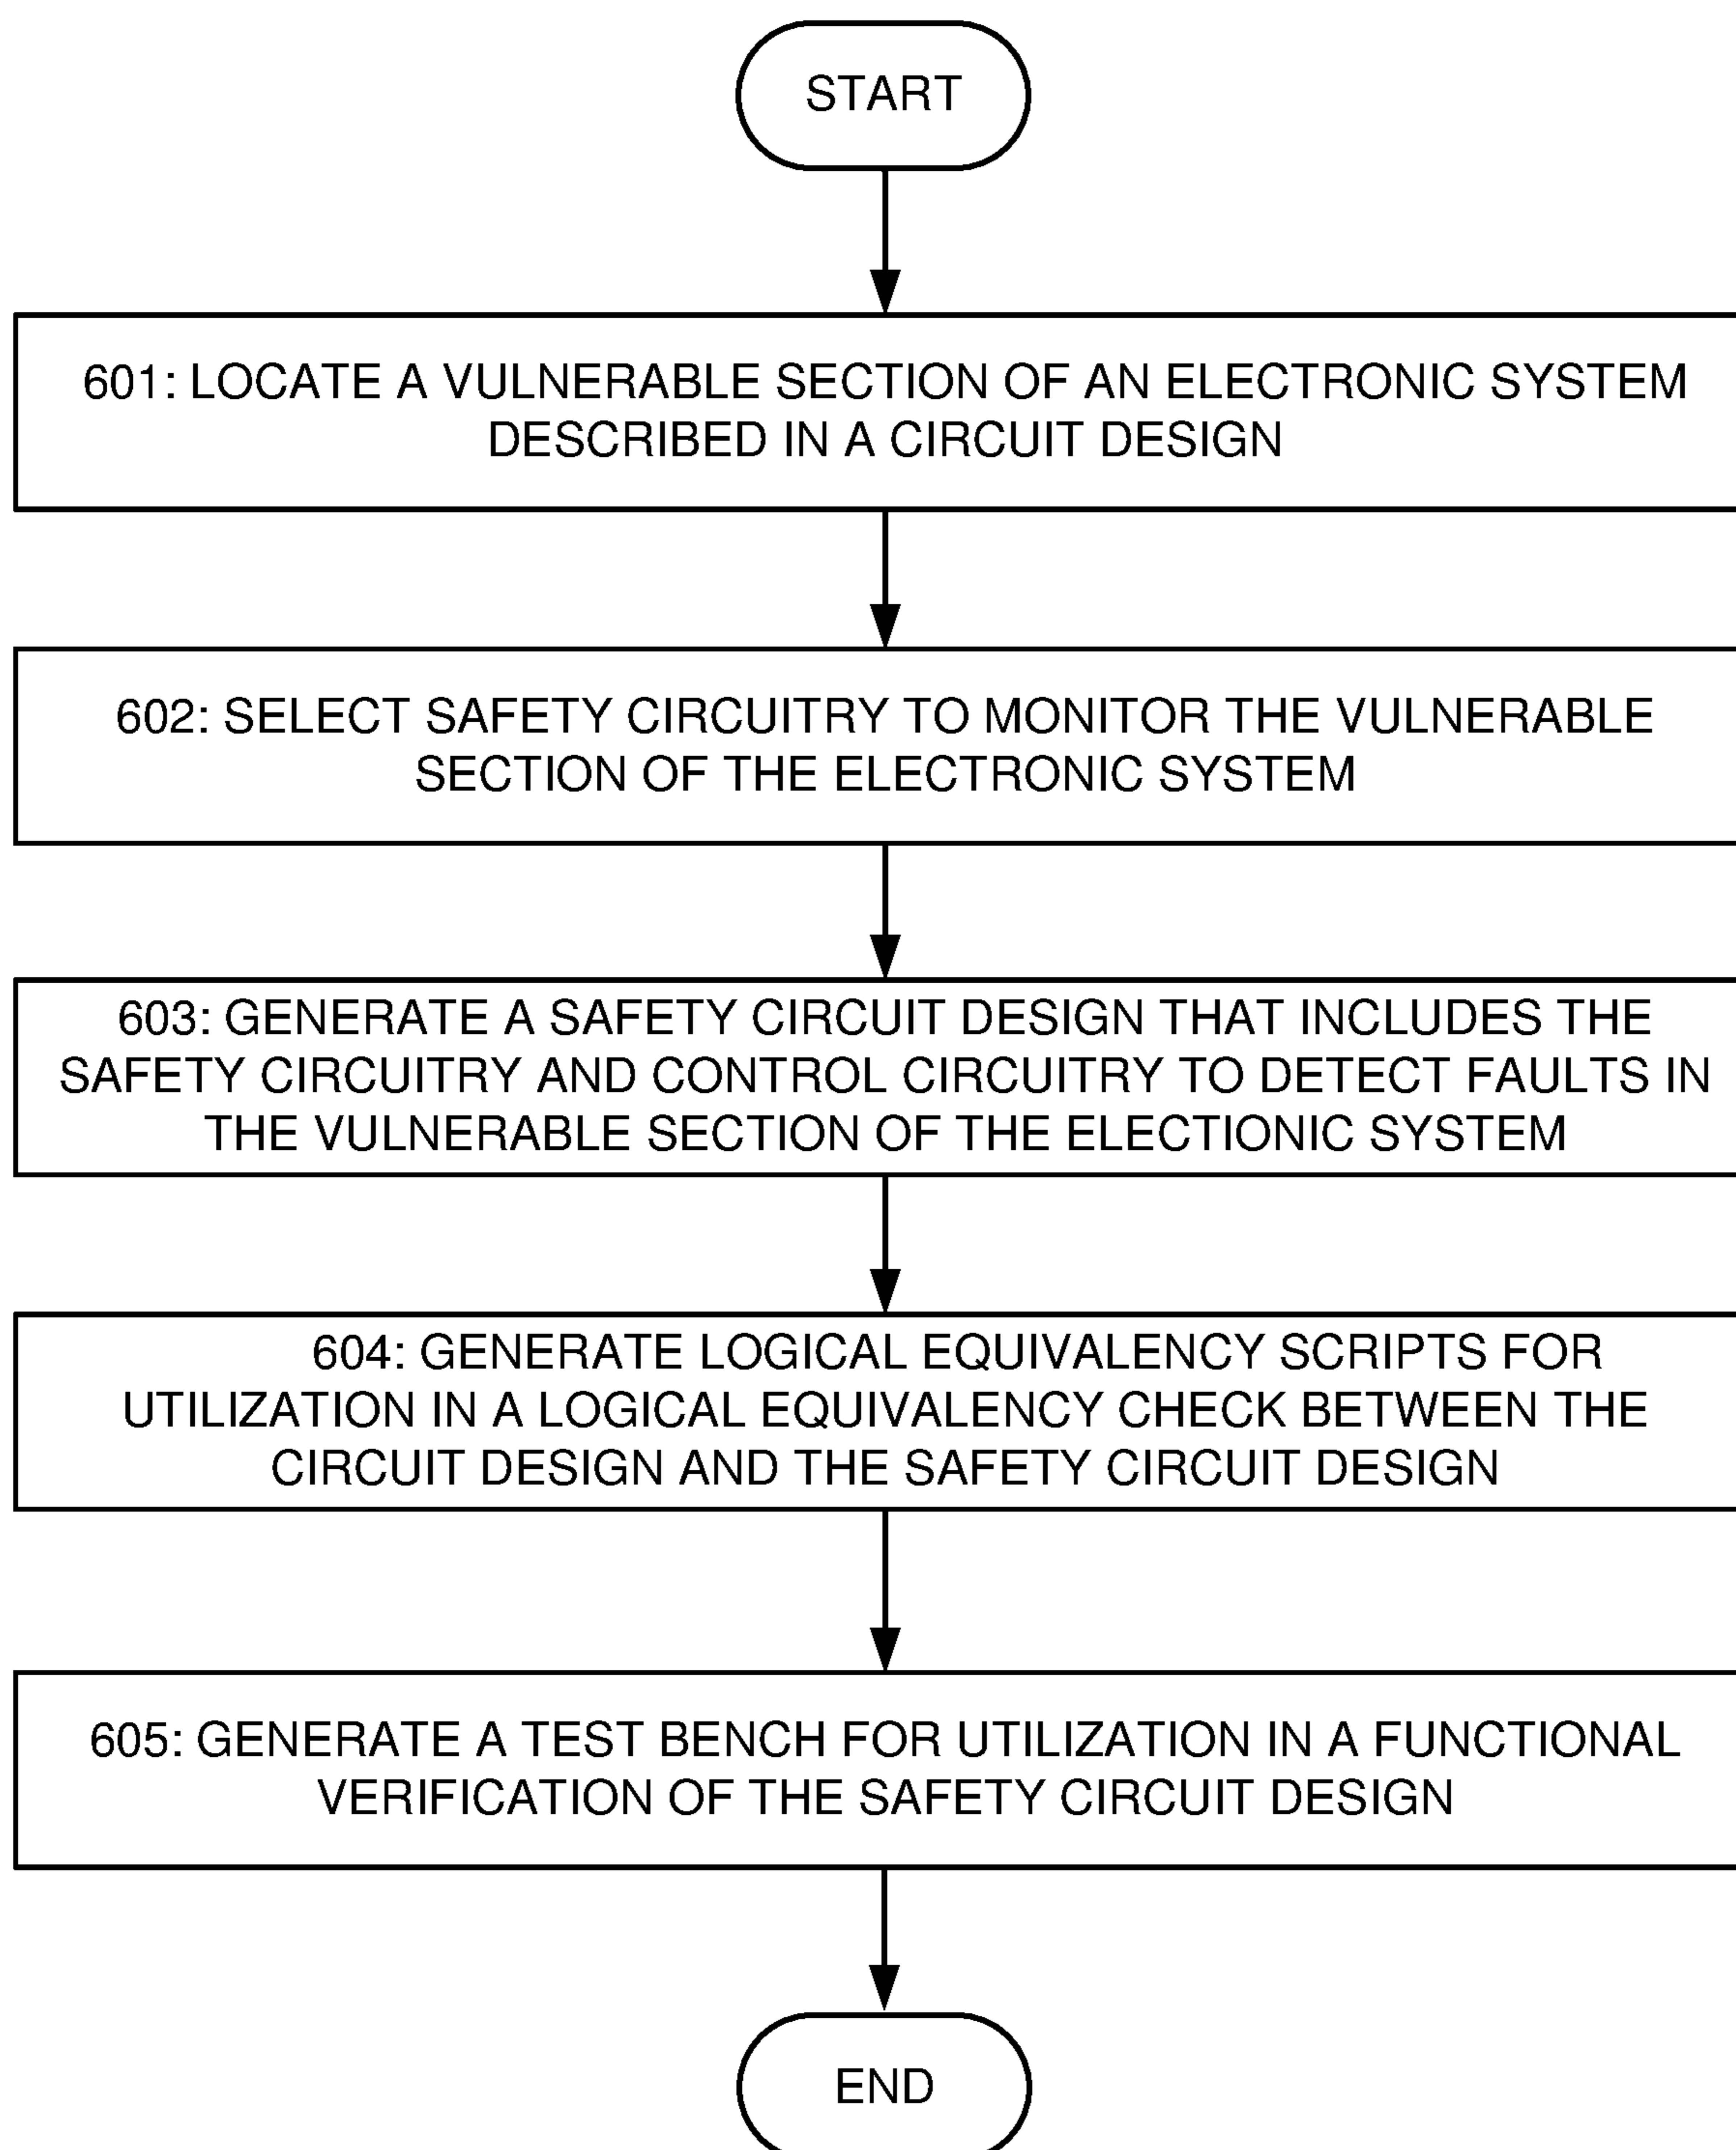 START
601: LOCATE A VULNERABLE SECTION OF AN ELECTRONIC SYSTEM
DESCRIBED IN A CIRCUIT DESIGN
602: SELECT SAFETY CIRCUITRY TO MONITOR THE VULNERABLE
SECTION OF THE ELECTRONIC SYSTEM
603: GENERATE A SAFETY CIRCUIT DESIGN THAT INCLUDES THE
SAFETY CIRCUITRY AND CONTROL CIRCUITRY TO DETECT FAULTS IN
THE VULNERABLE SECTION OF THE ELECTIONIC SYSTEM
604: GENERATE LOGICAL EQUIVALENCY SCRIPTS FOR
UTILIZATION IN A LOGICAL EQUIVALENCY CHECK BETWEEN THE
CIRCUIT DESIGN AND THE SAFETY CIRCUIT DESIGN
605: GENERATE A TEST BENCH FOR UTILIZATION IN A FUNCTIONAL
VERIFICATION OF THE SAFETY CIRCUIT DESIGN
END